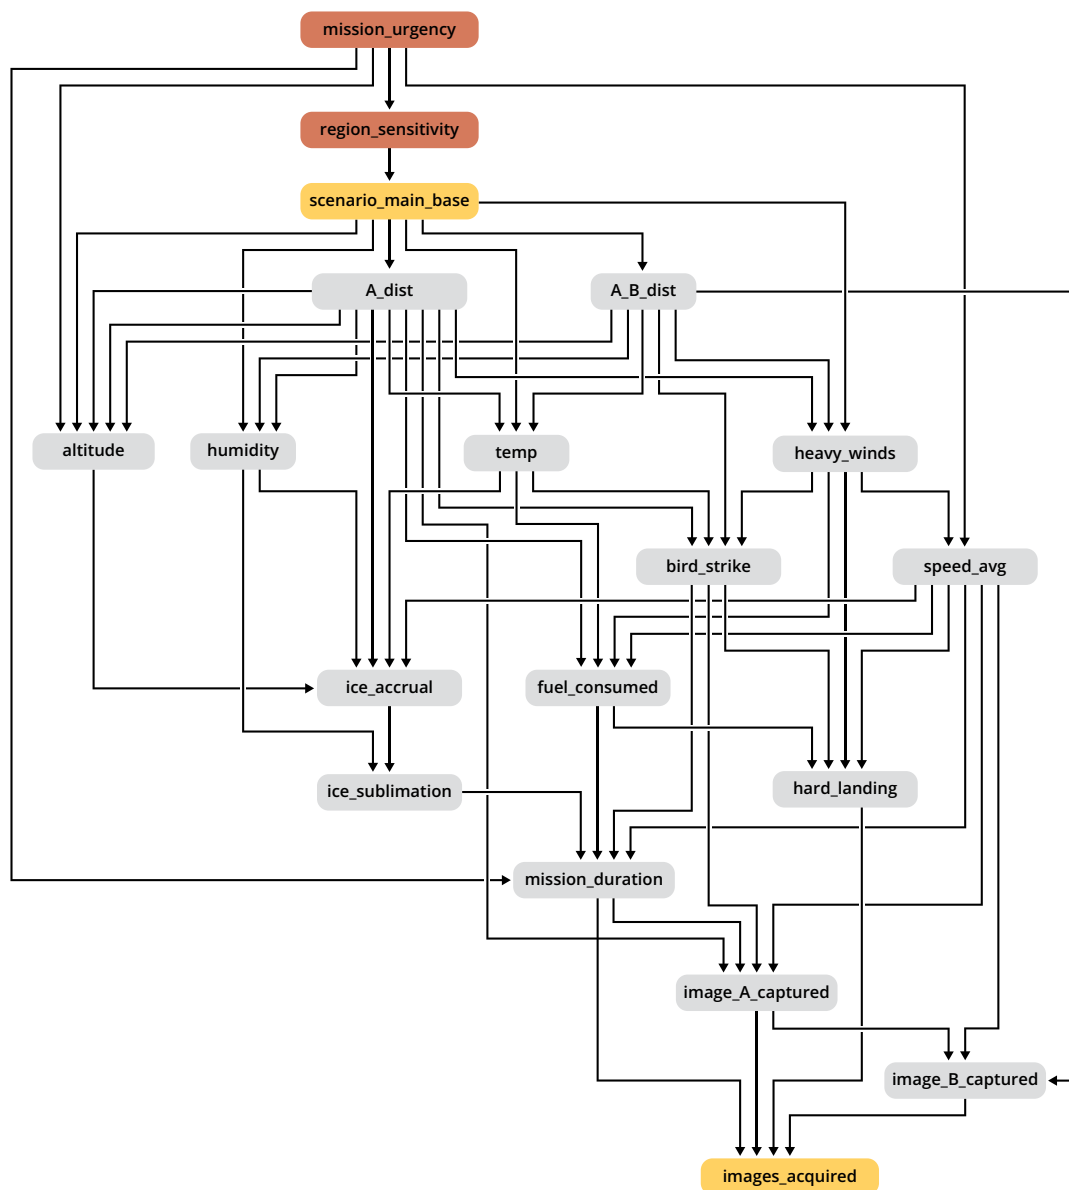 mission_urgency
region_sensitivity
scenario_main_base
A_dist
A_B_dist
altitude
humidity
temp
heavy_winds
bird_strike
speed_avg
ice_accrual
fuel_consumed
ice_sublimation
hard_landing
mission_duration
image_A_captured
image_B_captured
images_acquired